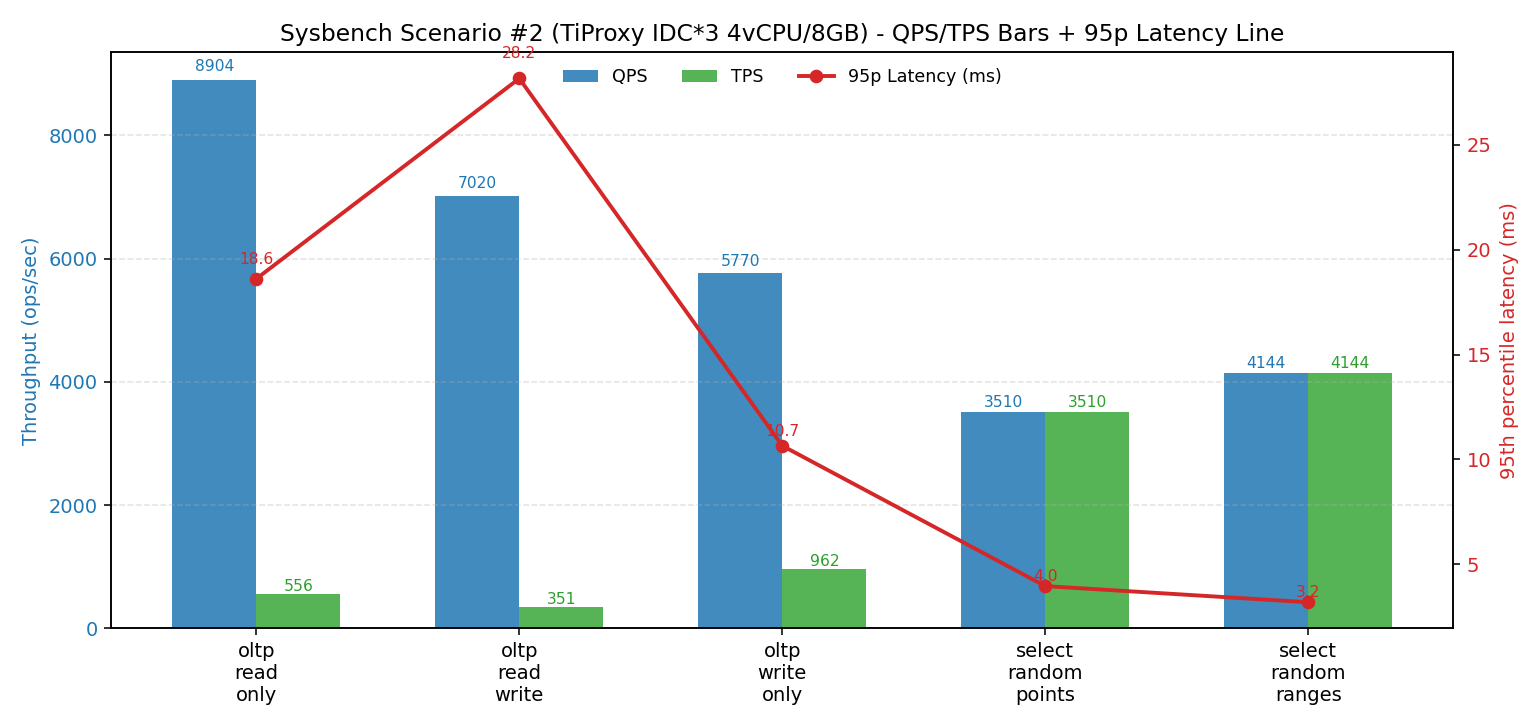 Sysbench Scenario #2 (TiProxy IDC*3 4vCPU/8GB) - QPS/TPS Bars + 95p Latency Line
QPS
TPS
95p Latency (ms)
Throughput (ops/sec)
8000
6000
4000
2000
0
8904
7020
5770
3510
4144
556
351
962
3510
4144
18.6
28.2
10.7
4.0
3.2
25
20
15
10
5
95th percentile latency (ms)
oltp
read
only
oltp
read
write
oltp
write
only
select
random
points
select
random
ranges